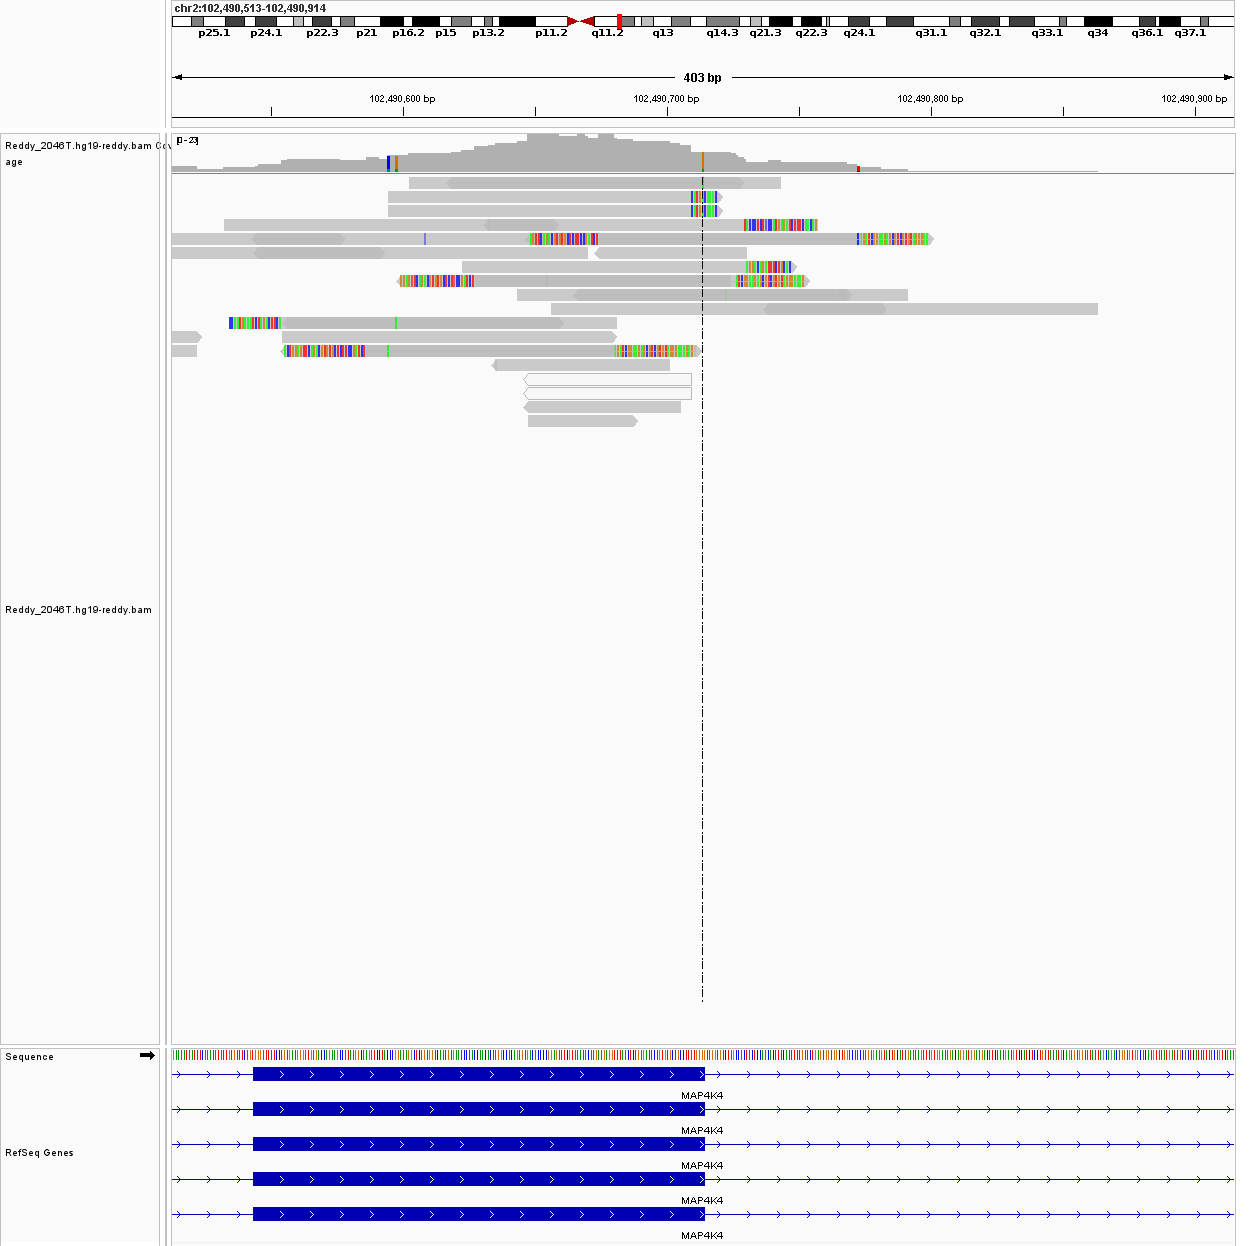 chr2:102,490,513-102,490,914
p25.1 p24.1 p22.3 p21 p16.2 p15 p13.2 p11.2 q11.2 q13 q14.3 q21.3 q22.3 q24.1 q31.1 q32.1 q33.1 q34 q36.1 q37.1
403 bp
102,490,600 bp 102,490,700 bp 102,490,800 bp 102,490,900 bp
Reddy_2046T.hg19-reddy.bam Cov
age
[0 - 23]
Reddy_2046T.hg19-reddy.bam
Sequence
MAP4K4
MAP4K4
RefSeq Genes
MAP4K4
MAP4K4
MAP4K4